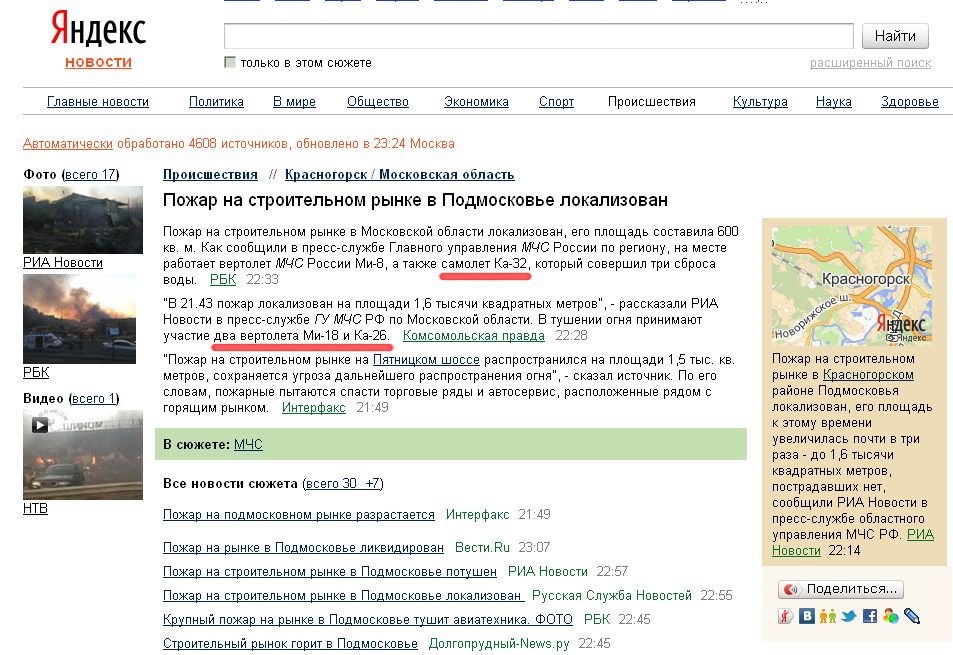 Яндекс
новости
Найти
только в этом сюжете
расширенный поиск
Главные новости Политика В мире Общество Экономика Спорт Происшествия Культура Наука Здоровье
Автоматически обработано 4608 источников, обновлено в 23:24 Москва
Фото (всего 17)
РИА Новости
РБК
Видео (всего 1)
НТВ
Происшествия // Красногорск / Московская область
Пожар на строительном рынке в Подмосковье локализован
Пожар на строительном рынке в Московской области локализован, его площадь составила 600
кв. м. Как сообщили в пресс-службе Главного управления МЧС России по региону, на месте
работает вертолет МЧС России Ми-8, а также самолет Ка-32, который совершил три сброса
воды. РБК 22:33
"В 21.43 пожар локализован на площади 1,6 тысячи квадратных метров", - рассказали РИА
Новости в пресс-службе ГУ МЧС РФ по Московской области. В тушении огня принимают
участие два вертолета Ми-18 и Ка-26. Комсомольская правда 22:28
"Пожар на строительном рынке на Пятницком шоссе распространился на площади 1,5 тыс. кв.
метров, сохраняется угроза дальнейшего распространения огня", - сказал источник. По его
словам, пожарные пытаются спасти торговые ряды и автосервис, расположенные рядом с
горящим рынком. Интерфакс 21:49
В сюжете: МЧС
Все новости сюжета (всего 30 +7)
Пожар на подмосковном рынке разрастается Интерфакс 21:49
Пожар на рынке в Подмосковье ликвидирован Вести.Ru 23:07
Пожар на строительном рынке в Подмосковье потушен РИА Новости 22:57
Пожар на строительном рынке в Подмосковье локализован Русская Служба Новостей 22:55
Крупный пожар на рынке в Подмосковье тушит авиатехника. ФОТО РБК 22:45
Строительный рынок горит в Подмосковье Долгопрудный-News.ру 22:45
Красногорск
Новорижское ш.
Яндекс
© Яндекс
Пожар на строительном
рынке в Красногорском
районе Подмосковья
локализован, его площадь
к этому времени
увеличилась почти в три
раза - до 1,6 тысячи
квадратных метров,
пострадавших нет,
сообщили РИА Новости в
пресс-службе областного
управления МЧС РФ. РИА
Новости 22:14
Поделиться...